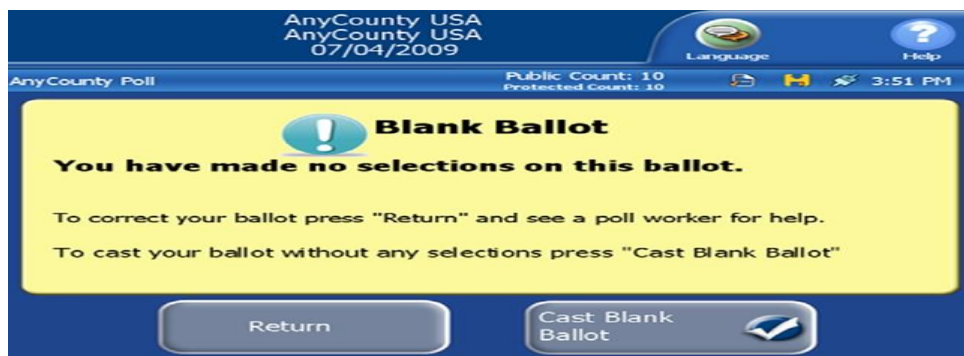 AnyCounty USA
AnyCounty USA
07/04/2009
Language
Help
AnyCounty Poll
Public Count: 10
Protected Count: 10
3:51 PM
Blank Ballot
You have made no selections on this ballot.
To correct your ballot press "Return" and see a poll worker for help.
To cast your ballot without any selections press "Cast Blank Ballot"
Return
Cast Blank
Ballot